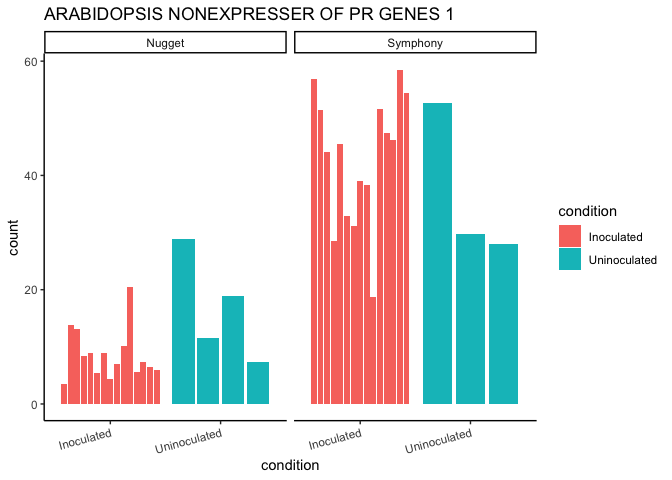 ARABIDOPSIS NONEXPRESSER OF PR GENES 1
Nugget
Symphony
60
40
20
0
count
Inoculated
Uninoculated
Inoculated
Uninoculated
condition
condition
Inoculated
Uninoculated